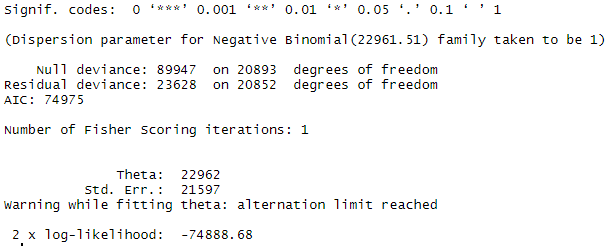 Signif. codes:  0 ‘***’ 0.001 ‘**’ 0.01 ‘*’ 0.05 ‘.’ 0.1 ‘ ’ 1
(Dispersion parameter for Negative Binomial(22961.51) family taken to be 1)
    Null deviance: 89947  on 20893  degrees of freedom
Residual deviance: 23628  on 20852  degrees of freedom
AIC: 74975
Number of Fisher Scoring iterations: 1
              Theta:  22962
          Std. Err.:  21597
Warning while fitting theta: alternation limit reached
 2 x log-likelihood:  -74888.68